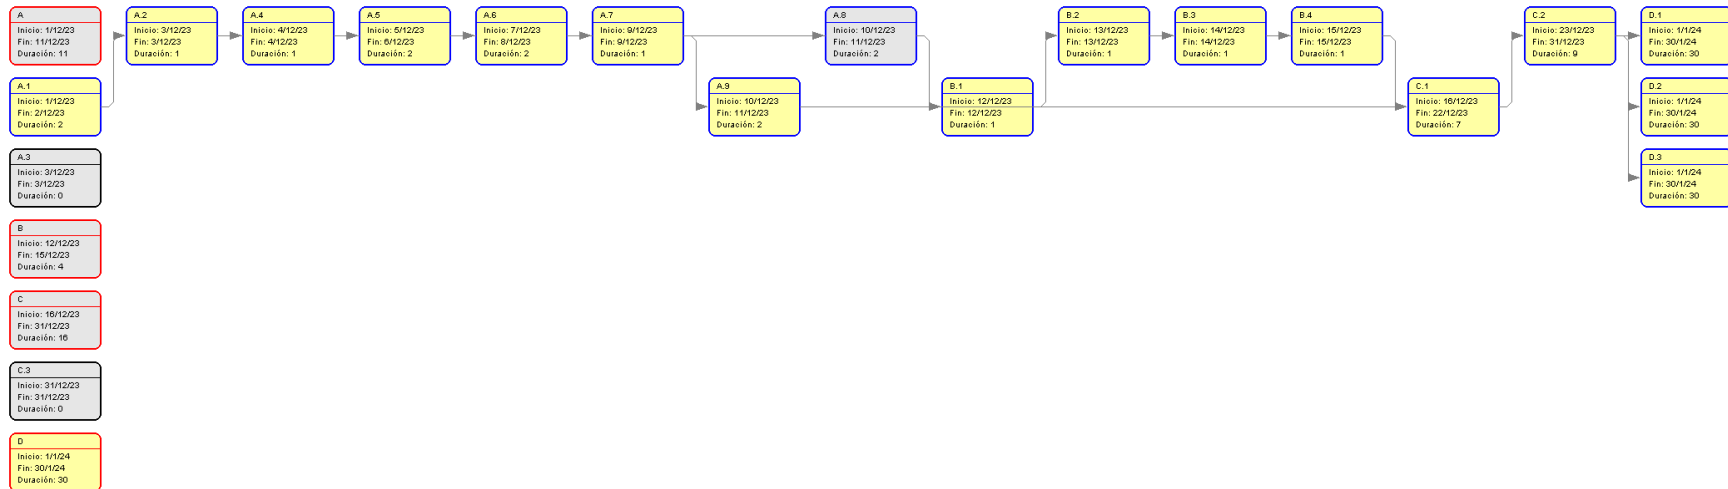 A
Inicio: 1/12/23
Fin: 11/12/23
Duración: 11
A.2
Inicio: 3/12/23
Fin: 3/12/23
Duración: 1
A.4
Inicio: 4/12/23
Fin: 4/12/23
Duración: 1
A.5
Inicio: 5/12/23
Fin: 6/12/23
Duración: 2
A.6
Inicio: 7/12/23
Fin: 8/12/23
Duración: 2
A.7
Inicio: 9/12/23
Fin: 9/12/23
Duración: 1
A.8
Inicio: 10/12/23
Fin: 11/12/23
Duración: 2
B.2
Inicio: 13/12/23
Fin: 13/12/23
Duración: 1
B.3
Inicio: 14/12/23
Fin: 14/12/23
Duración: 1
B.4
Inicio: 15/12/23
Fin: 15/12/23
Duración: 1
C.2
Inicio: 23/12/23
Fin: 31/12/23
Duración: 9
D.1
Inicio: 1/1/24
Fin: 30/1/24
Duración: 30
A.1
Inicio: 1/12/23
Fin: 2/12/23
Duración: 2
A.9
Inicio: 10/12/23
Fin: 11/12/23
Duración: 2
B.1
Inicio: 12/12/23
Fin: 12/12/23
Duración: 1
C.1
Inicio: 16/12/23
Fin: 22/12/23
Duración: 7
D.2
Inicio: 1/1/24
Fin: 30/1/24
Duración: 30
A.3
Inicio: 3/12/23
Fin: 3/12/23
Duración: 0
D.3
Inicio: 1/1/24
Fin: 30/1/24
Duración: 30
B
Inicio: 12/12/23
Fin: 15/12/23
Duración: 4
C
Inicio: 16/12/23
Fin: 31/12/23
Duración: 16
C.3
Inicio: 31/12/23
Fin: 31/12/23
Duración: 0
D
Inicio: 1/1/24
Fin: 30/1/24
Duración: 30